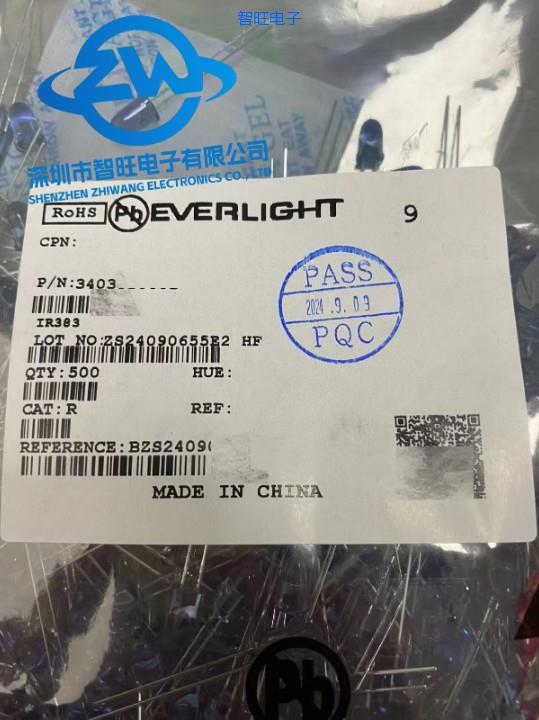 智旺电子
ZW
深圳市智旺电子有限公司
SHENZHEN ZHIWANG ELECTRONICS CO., LTD
RoHS Pb EVERLIGHT 9
CPN:
P/N:3403______
PASS
2024.9.09
PQC
IR383
LOT NO:ZS24090655E2 HF
QTY:500 HUE:
CAT:R REF:
REFERENCE:BZS2409
MADE IN CHINA
Pb